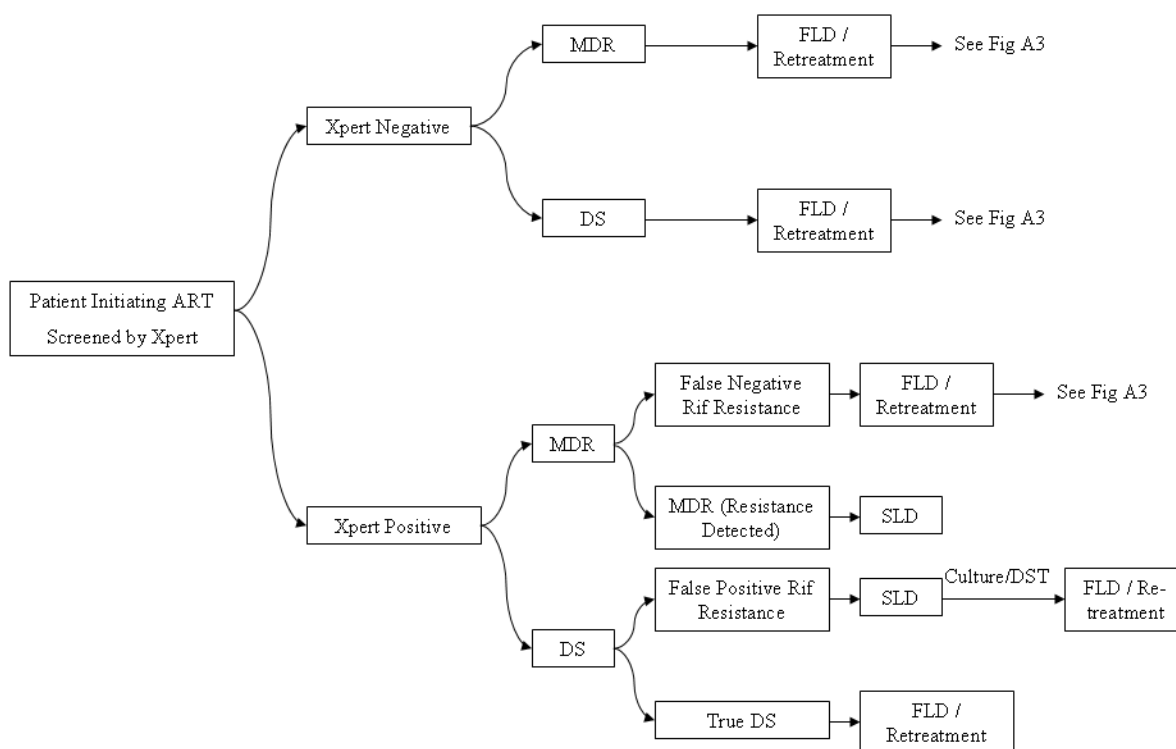 MDR
FLD /
Retreatment
See Fig A3
Xpert Negative
DS
FLD /
Retreatment
See Fig A3
Patient Initiating ART
Screened by Xpert
False Negative
Rif Resistance
FLD /
Retreatment
See Fig A3
MDR
MDR (Resistance
Detected)
SLD
Xpert Positive
False Positive Rif
Resistance
SLD
Culture/DST
FLD / Re-
treatment
DS
True DS
FLD /
Retreatment